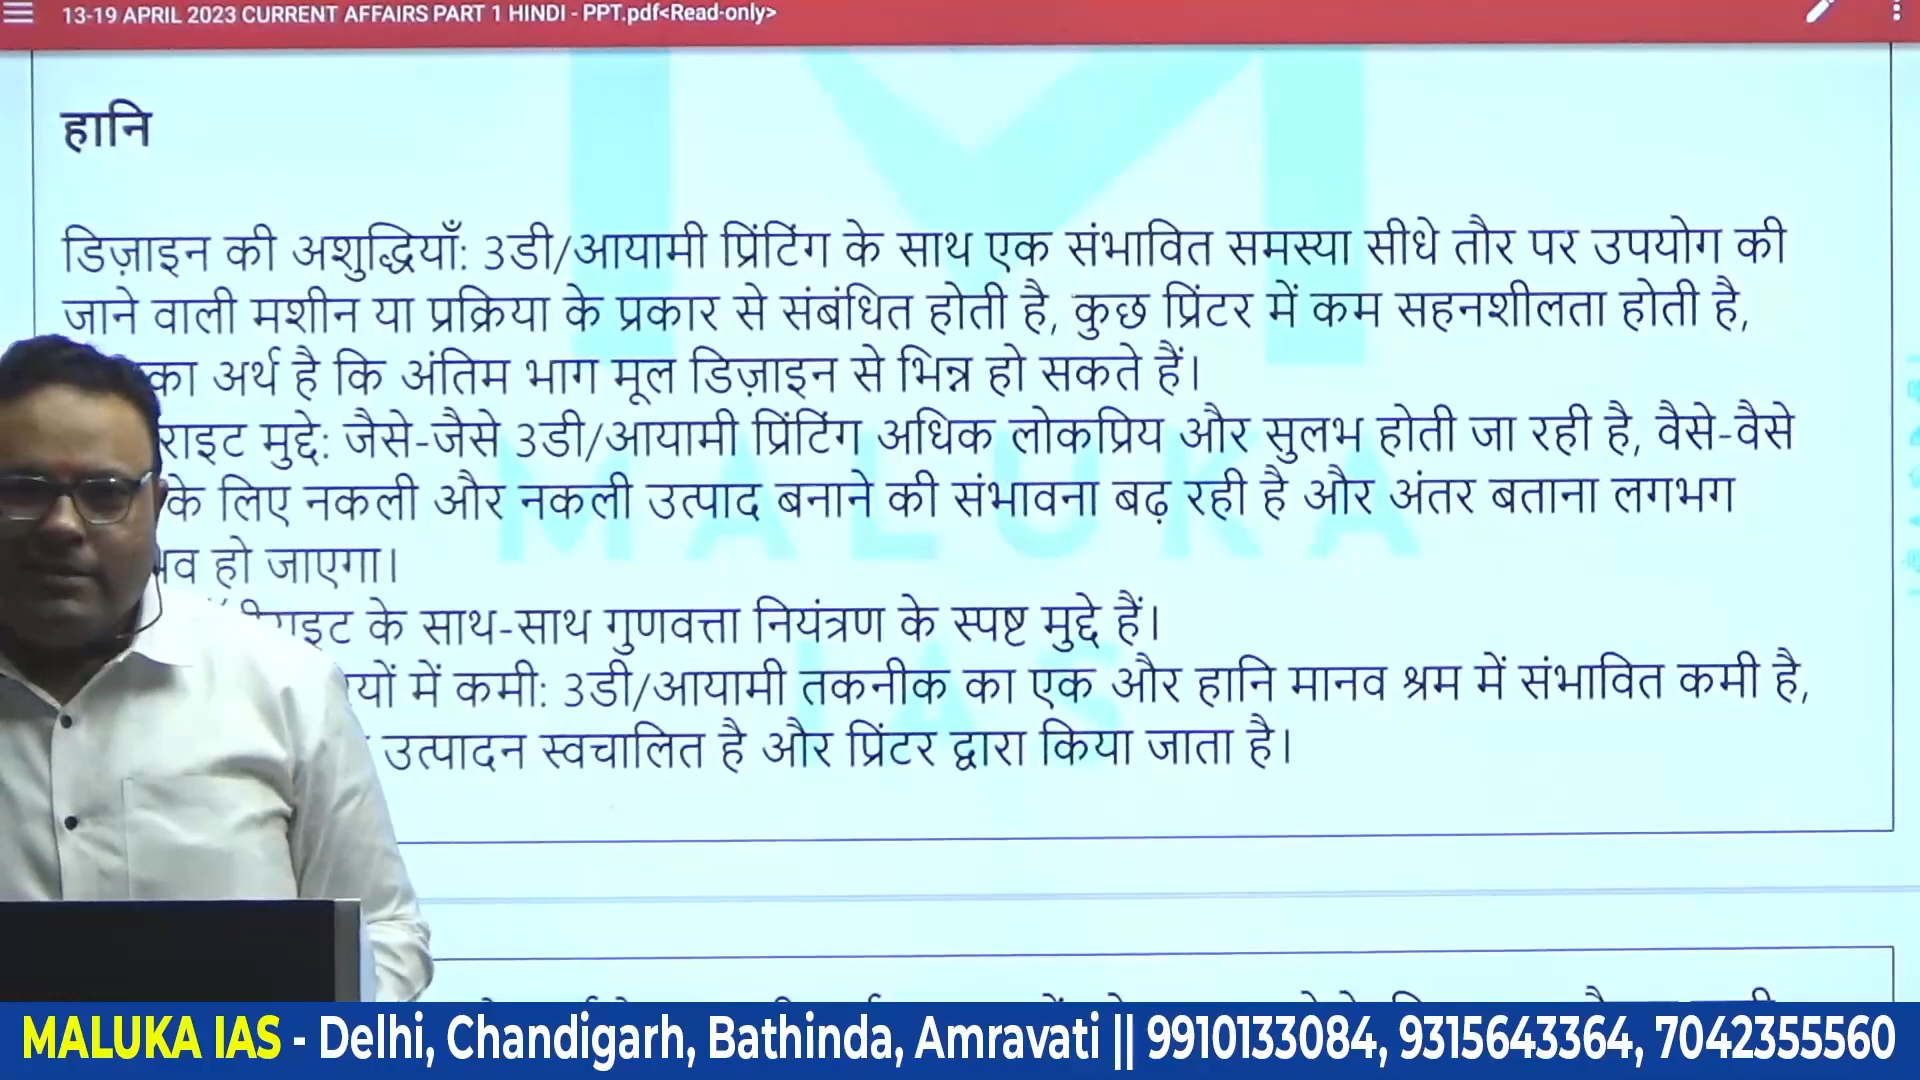 13-19 APRIL 2023 CURRENT AFFAIRS PART 1 HINDI - PPT.pdf<Read-only>
हानि
डिज़ाइन की अशुद्धियाँ: 3डी/आयामी प्रिंटिंग के साथ एक संभावित समस्या सीधे तौर पर उपयोग की
जाने वाली मशीन या प्रक्रिया के प्रकार से संबंधित होती है, कुछ प्रिंटर में कम सहनशीलता होती है,
का अर्थ है कि अंतिम भाग मूल डिज़ाइन से भिन्न हो सकते हैं।
मुद्दे: जैसे-जैसे 3डी/आयामी प्रिंटिंग अधिक लोकप्रिय और सुलभ होती जा रही है, वैसे-वैसे
के लिए नकली और नकली उत्पाद बनाने की संभावना बढ़ रही है और अंतर बताना लगभग
हो जाएगा।
के साथ-साथ गुणवत्ता नियंत्रण के स्पष्ट मुद्दे हैं।
में कमी: 3डी/आयामी तकनीक का एक और हानि मानव श्रम में संभावित कमी है,
उत्पादन स्वचालित है और प्रिंटर द्वारा किया जाता है।
MALUKA
IAS
MALUKA IAS - Delhi, Chandigarh, Bathinda, Amravati || 9910133084, 9315643364, 7042355560